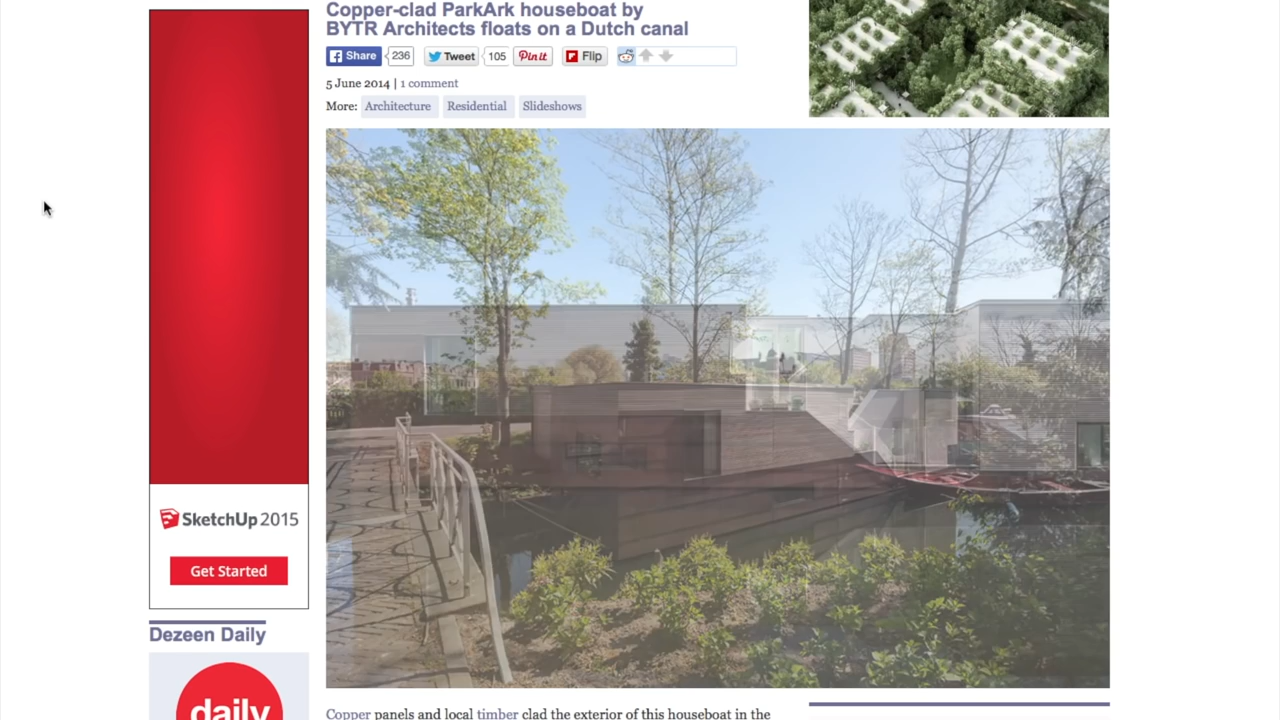 Copper-clad ParkArk houseboat by
BYTR Architects floats on a Dutch canal
Share 236 Tweet 105 Pin it Flip
5 June 2014 | 1 comment
More: Architecture Residential Slideshows
SketchUp 2015
Get Started
Dezeen Daily
daily
Copper panels and local timber clad the exterior of this houseboat in the